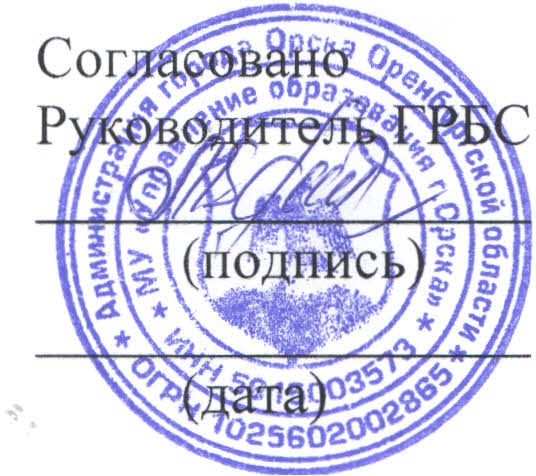 Согласовано
Руководитель ГРБС
(подпись)
(дата)
Администрация города Орска Оренбургской области
МУ «Управление образования г.Орска»
ОГРН 1025602002865